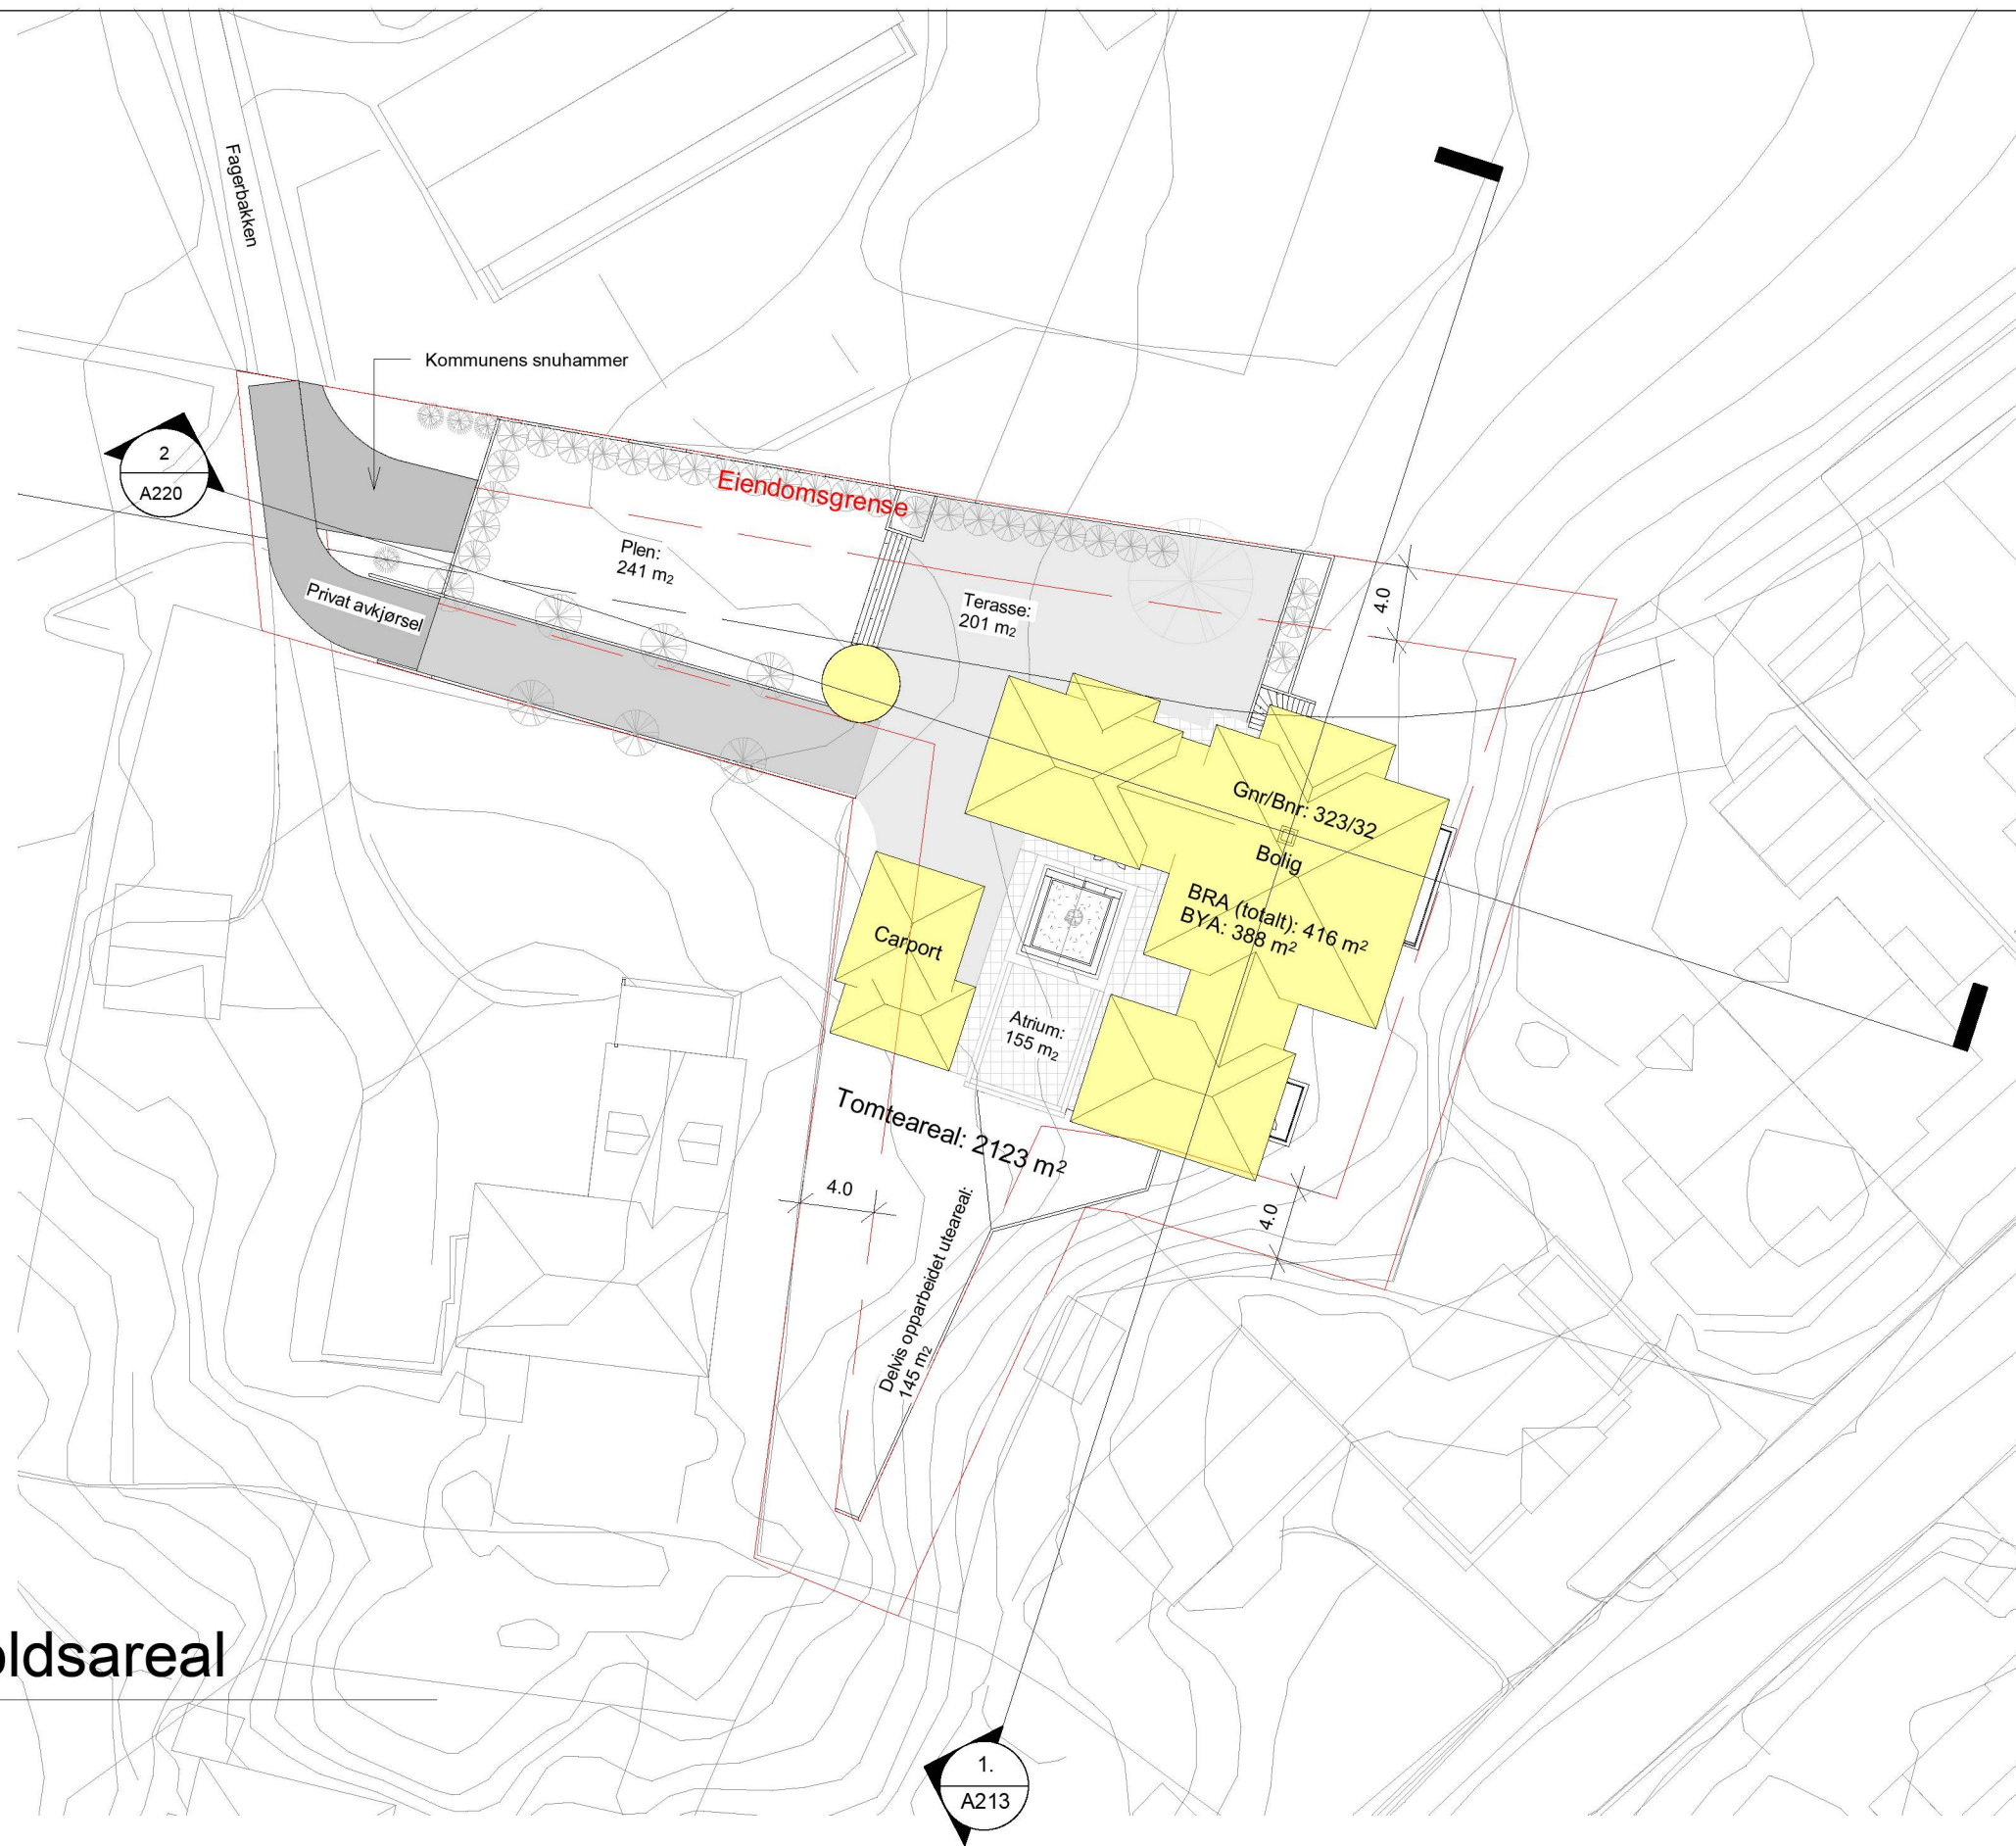 Fagerbakken
Kommunens snuhammer
2
A220
Eiendomsgrense
Plen:
241 m2
Privat avkjørsel
Terasse:
201 m2
4.0
Gnr/Bnr: 323/32
Bolig
BRA (totalt): 416 m²
BYA: 388 m²
Carport
Atrium:
155 m2
Tomteareal: 2123 m²
4.0
4.0
Delvis opparbeidet uteareal:
145 m2
oldsareal
1.
A213